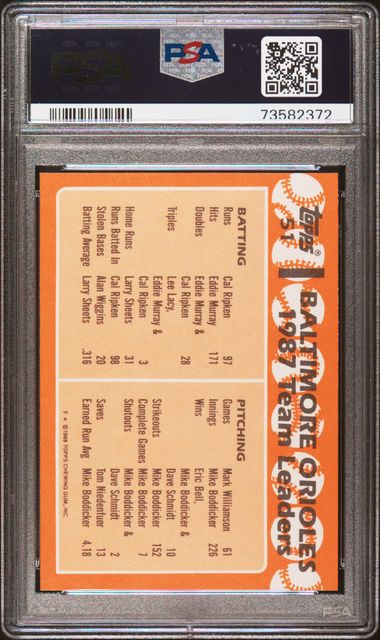 PSA
PSA
73582372
Topps®
51
BALTIMORE ORIOLES
1987 Team Leaders
BATTING
Runs Cal Ripken 97
Hits Eddie Murray 171
Doubles Eddie Murray &
Cal Ripken 28
Triples Lee Lacy,
Eddie Murray &
Cal Ripken 3
Home Runs Larry Sheets 31
Runs Batted in Cal Ripken 98
Stolen Bases Alan Wiggins 20
Batting Average Larry Sheets .316
PITCHING
Games Mark Williamson 61
Innings Mike Boddicker 226
Wins Eric Bell,
Mike Boddicker &
Dave Schmidt 10
Strikeouts Mike Boddicker 152
Complete Games Mike Boddicker 7
Shutouts Mike Boddicker &
Dave Schmidt 2
Saves Tom Niedenfuer 13
Earned Run Avg Mike Boddicker 4.18
F * ©1988 TOPPS CHEWING GUM, INC
PSA